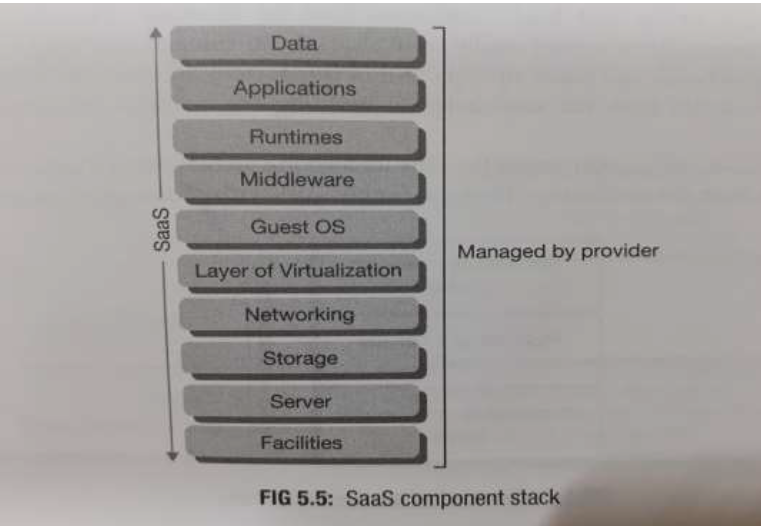 Data
Applications
Runtimes
Middleware
SaaS
Guest OS
Layer of Virtualization
Managed by provider
Networking
Storage
Server
Facilities
FIG 5.5: SaaS component stack